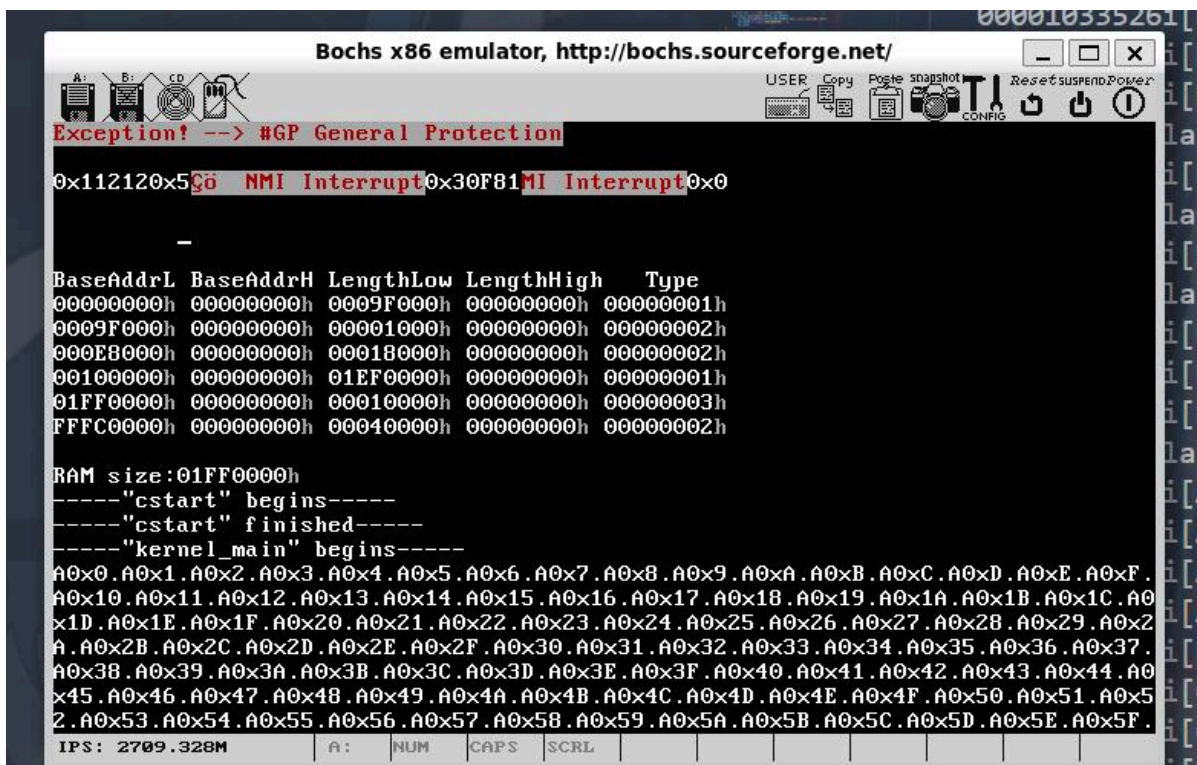 000010335261[
Bochs x86 emulator, http://bochs.sourceforge.net/
A: B: CD USER Copy Poste snapshot CONFIG Reset SUSPEND Power
Exception! --> #GP General Protection
0x112120x5Çö NMI Interrupt0x30F81MI Interrupt0x0
BaseAddrL BaseAddrH LengthLow LengthHigh Type
00000000h 00000000h 0009F000h 00000000h 00000001h
0009F000h 00000000h 00001000h 00000000h 00000002h
000E8000h 00000000h 00018000h 00000000h 00000002h
00100000h 00000000h 01EF0000h 00000000h 00000001h
01FF0000h 00000000h 00010000h 00000000h 00000003h
FFFC0000h 00000000h 00040000h 00000000h 00000002h
RAM size:01FF0000h
-----"cstart" begins-----
-----"cstart" finished-----
-----"kernel_main" begins-----
A0x0.A0x1.A0x2.A0x3.A0x4.A0x5.A0x6.A0x7.A0x8.A0x9.A0xA.A0xB.A0xC.A0xD.A0xE.A0xF.
A0x10.A0x11.A0x12.A0x13.A0x14.A0x15.A0x16.A0x17.A0x18.A0x19.A0x1A.A0x1B.A0x1C.A0
x1D.A0x1E.A0x1F.A0x20.A0x21.A0x22.A0x23.A0x24.A0x25.A0x26.A0x27.A0x28.A0x29.A0x2
A.A0x2B.A0x2C.A0x2D.A0x2E.A0x2F.A0x30.A0x31.A0x32.A0x33.A0x34.A0x35.A0x36.A0x37.
A0x38.A0x39.A0x3A.A0x3B.A0x3C.A0x3D.A0x3E.A0x3F.A0x40.A0x41.A0x42.A0x43.A0x44.A0
x45.A0x46.A0x47.A0x48.A0x49.A0x4A.A0x4B.A0x4C.A0x4D.A0x4E.A0x4F.A0x50.A0x51.A0x5
2.A0x53.A0x54.A0x55.A0x56.A0x57.A0x58.A0x59.A0x5A.A0x5B.A0x5C.A0x5D.A0x5E.A0x5F.
IPS: 2709.328M A: NUM CAPS SCRL